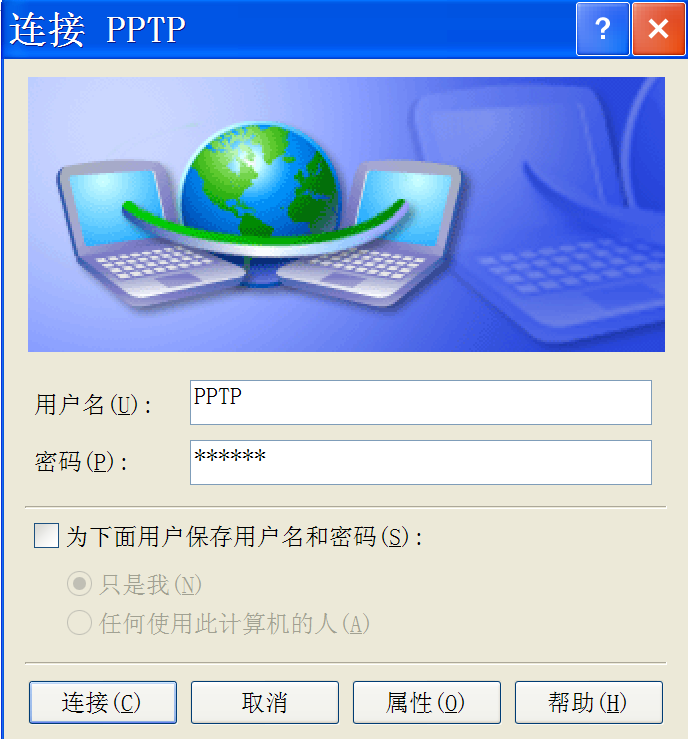 连接 PPTP
用户名(U):
PPTP
密码(P):
******
为下面用户保存用户名和密码(S):
只是我(N)
任何使用此计算机的人(A)
连接(C) 取消 属性(O) 帮助(H)